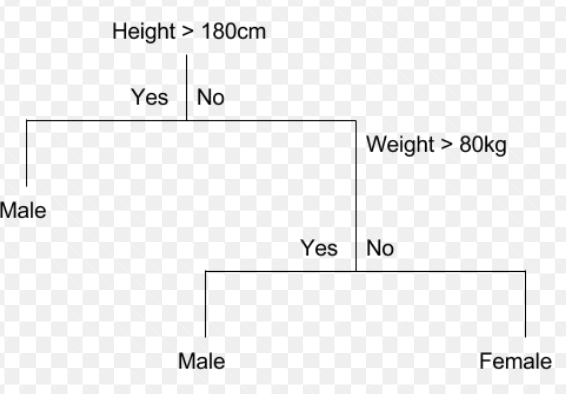 Height > 180cm
Yes No
Weight > 80kg
Male
Yes No
Male Female